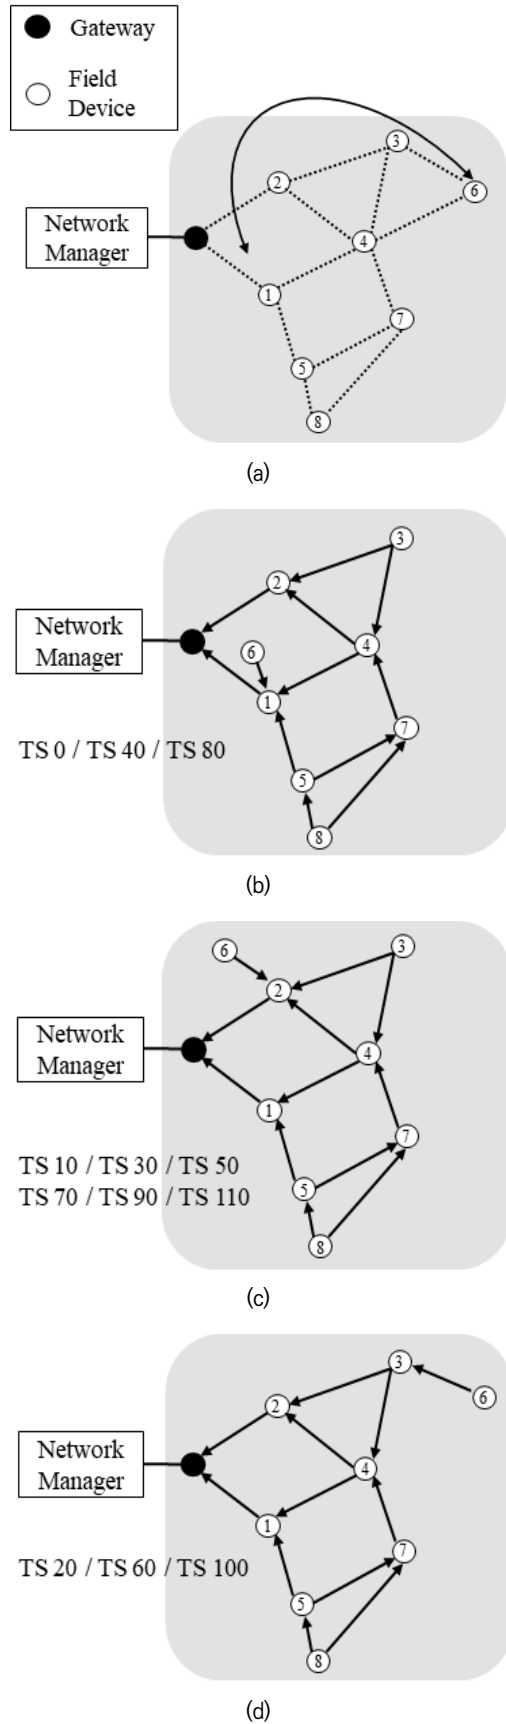 Gateway
Field
Device
3
2
6
Network
Manager
4
1
7
5
8
(a)
3
2
Network
Manager
6
4
1
7
TS 0 / TS 40 / TS 80
5
8
(b)
6
3
2
Network
Manager
4
1
7
TS 10 / TS 30 / TS 50
TS 70 / TS 90 / TS 110
5
8
(c)
3
6
2
Network
Manager
4
1
7
TS 20 / TS 60 / TS 100
5
8
(d)